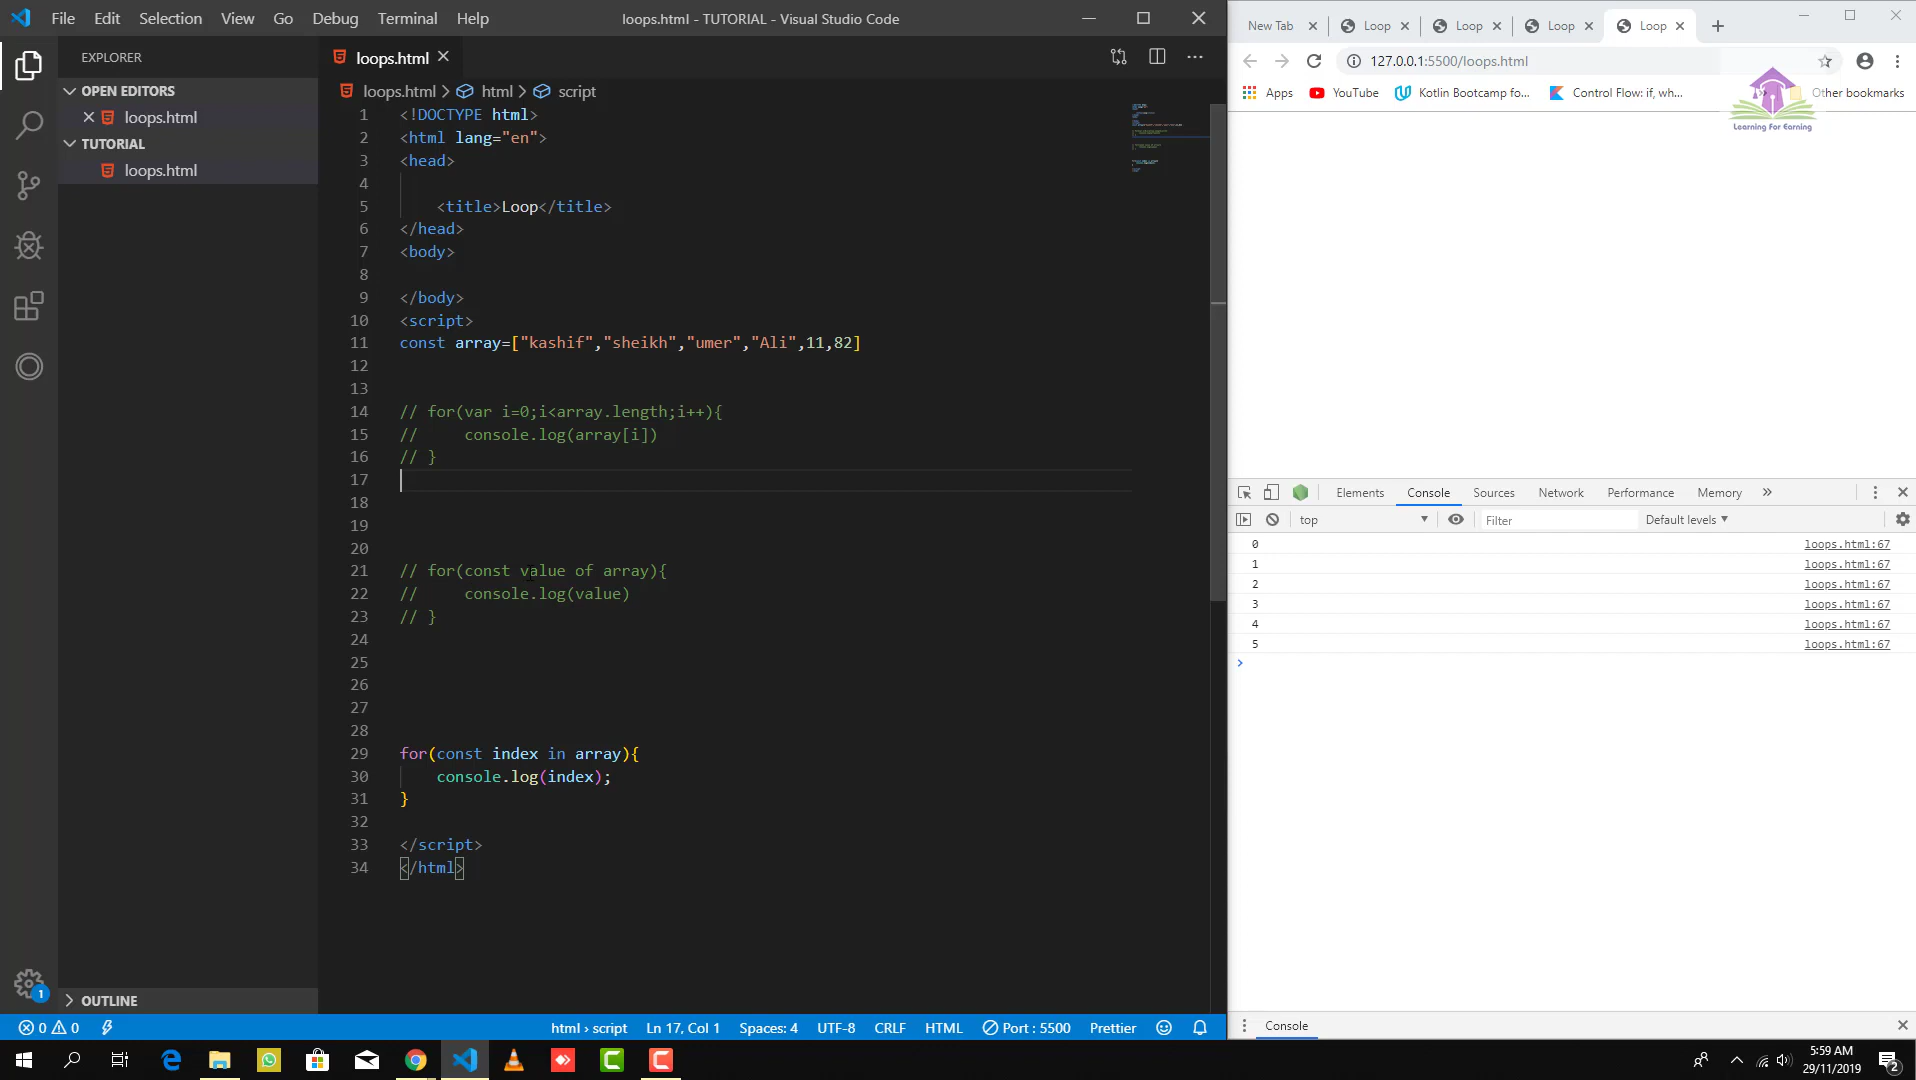 File Edit Selection View Go Debug Terminal Help
loops.html - TUTORIAL - Visual Studio Code
EXPLORER
OPEN EDITORS
loops.html
TUTORIAL
loops.html
OUTLINE
loops.html
loops.html > html > script
1 <!DOCTYPE html>
2 <html lang="en">
3 <head>
4
5 <title>Loop</title>
6 </head>
7 <body>
8
9 </body>
10 <script>
11 const array=["kashif","sheikh","umer","Ali",11,82]
12
13
14 // for(var i=0;i<array.length;i++){
15 // console.log(array[i])
16 // }
17
18
19
20
21 // for(const value of array){
22 // console.log(value)
23 // }
24
25
26
27
28
29 for(const index in array){
30 console.log(index);
31 }
32
33 </script>
34 </html>
1
0 0
html › script Ln 17, Col 1 Spaces: 4 UTF-8 CRLF HTML Port : 5500 Prettier
New Tab Loop Loop Loop Loop
127.0.0.1:5500/loops.html
Apps YouTube Kotlin Bootcamp fo... Control Flow: if, wh... Other bookmarks
Learning For Earning
Elements Console Sources Network Performance Memory
top Filter Default levels
0 loops.html:67
1 loops.html:67
2 loops.html:67
3 loops.html:67
4 loops.html:67
5 loops.html:67
Console
5:59 AM
29/11/2019
2